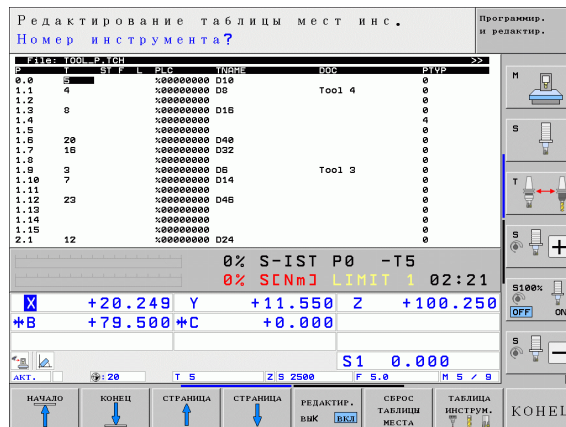 Редактирование таблицы мест инс.
Номер инструмента?
Программир.
и редактир.
File: TOOL_P.TCH >>
P T ST F L PLC TNAME DOC PTYP
0.0 5 %00000000 D10 0
1.1 4 %00000000 D8 Tool 4 0
1.2 %00000000 0
1.3 8 %00000000 D16 0
1.4 %00000000 4
1.5 %00000000 0
1.6 20 %00000000 D40 0
1.7 16 %00000000 D32 0
1.8 %00000000 0
1.9 3 %00000000 D6 Tool 3 0
1.10 7 %00000000 D14 0
1.11 %00000000 0
1.12 23 %00000000 D46 0
1.13 %00000000 0
1.14 %00000000 0
1.15 %00000000 0
2.1 12 %00000000 D24 0
0% S-IST P0 -T5
0% S[Nm] LIMIT 1 02:21
X +20.249 Y +11.550 Z +100.250
B +79.500 C +0.000
S1 0.000
АКТ. : 20 T 5 Z S 2500 F 5.0 M 5 / 9
M
S
T
S +
S100%
OFF ON
S −
НАЧАЛО
КОНЕЦ
СТРАНИЦА
СТРАНИЦА
РЕДАКТИР.
ВЫК ВКЛ
СБРОС
ТАБЛИЦЫ
МЕСТА
ТАБЛИЦА
ИНСТРУМ.
КОНЕЦ